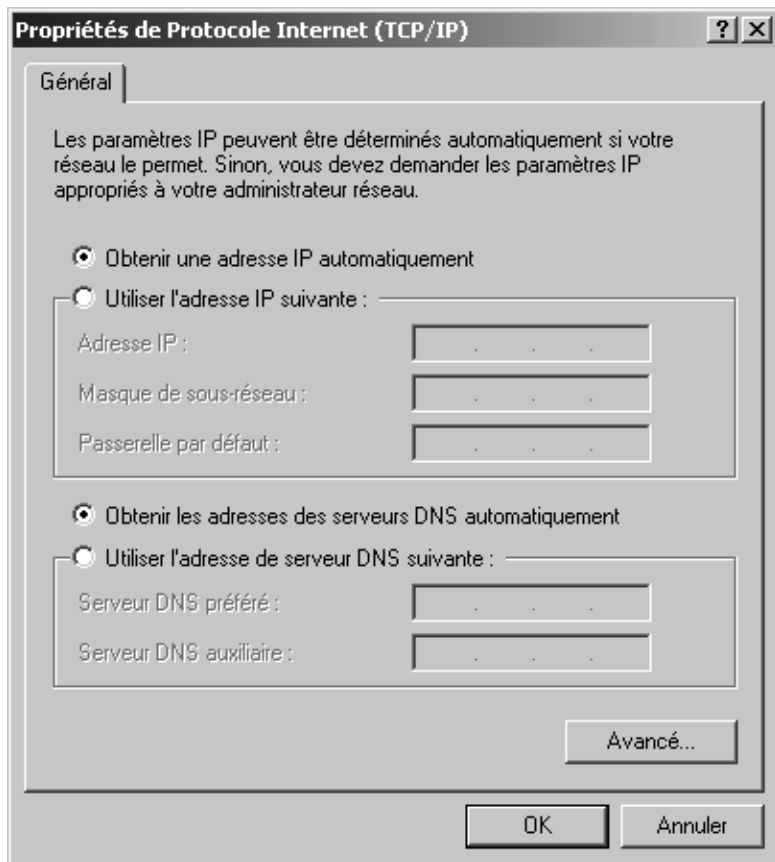 Propriétés de Protocole Internet (TCP/IP)
Général
Les paramètres IP peuvent être déterminés automatiquement si votre
réseau le permet. Sinon, vous devez demander les paramètres IP
appropriés à votre administrateur réseau.
Obtenir une adresse IP automatiquement
Utiliser l'adresse IP suivante :
Adresse IP :
Masque de sous-réseau :
Passerelle par défaut :
Obtenir les adresses des serveurs DNS automatiquement
Utiliser l'adresse de serveur DNS suivante :
Serveur DNS préféré :
Serveur DNS auxiliaire :
Avancé...
OK
Annuler